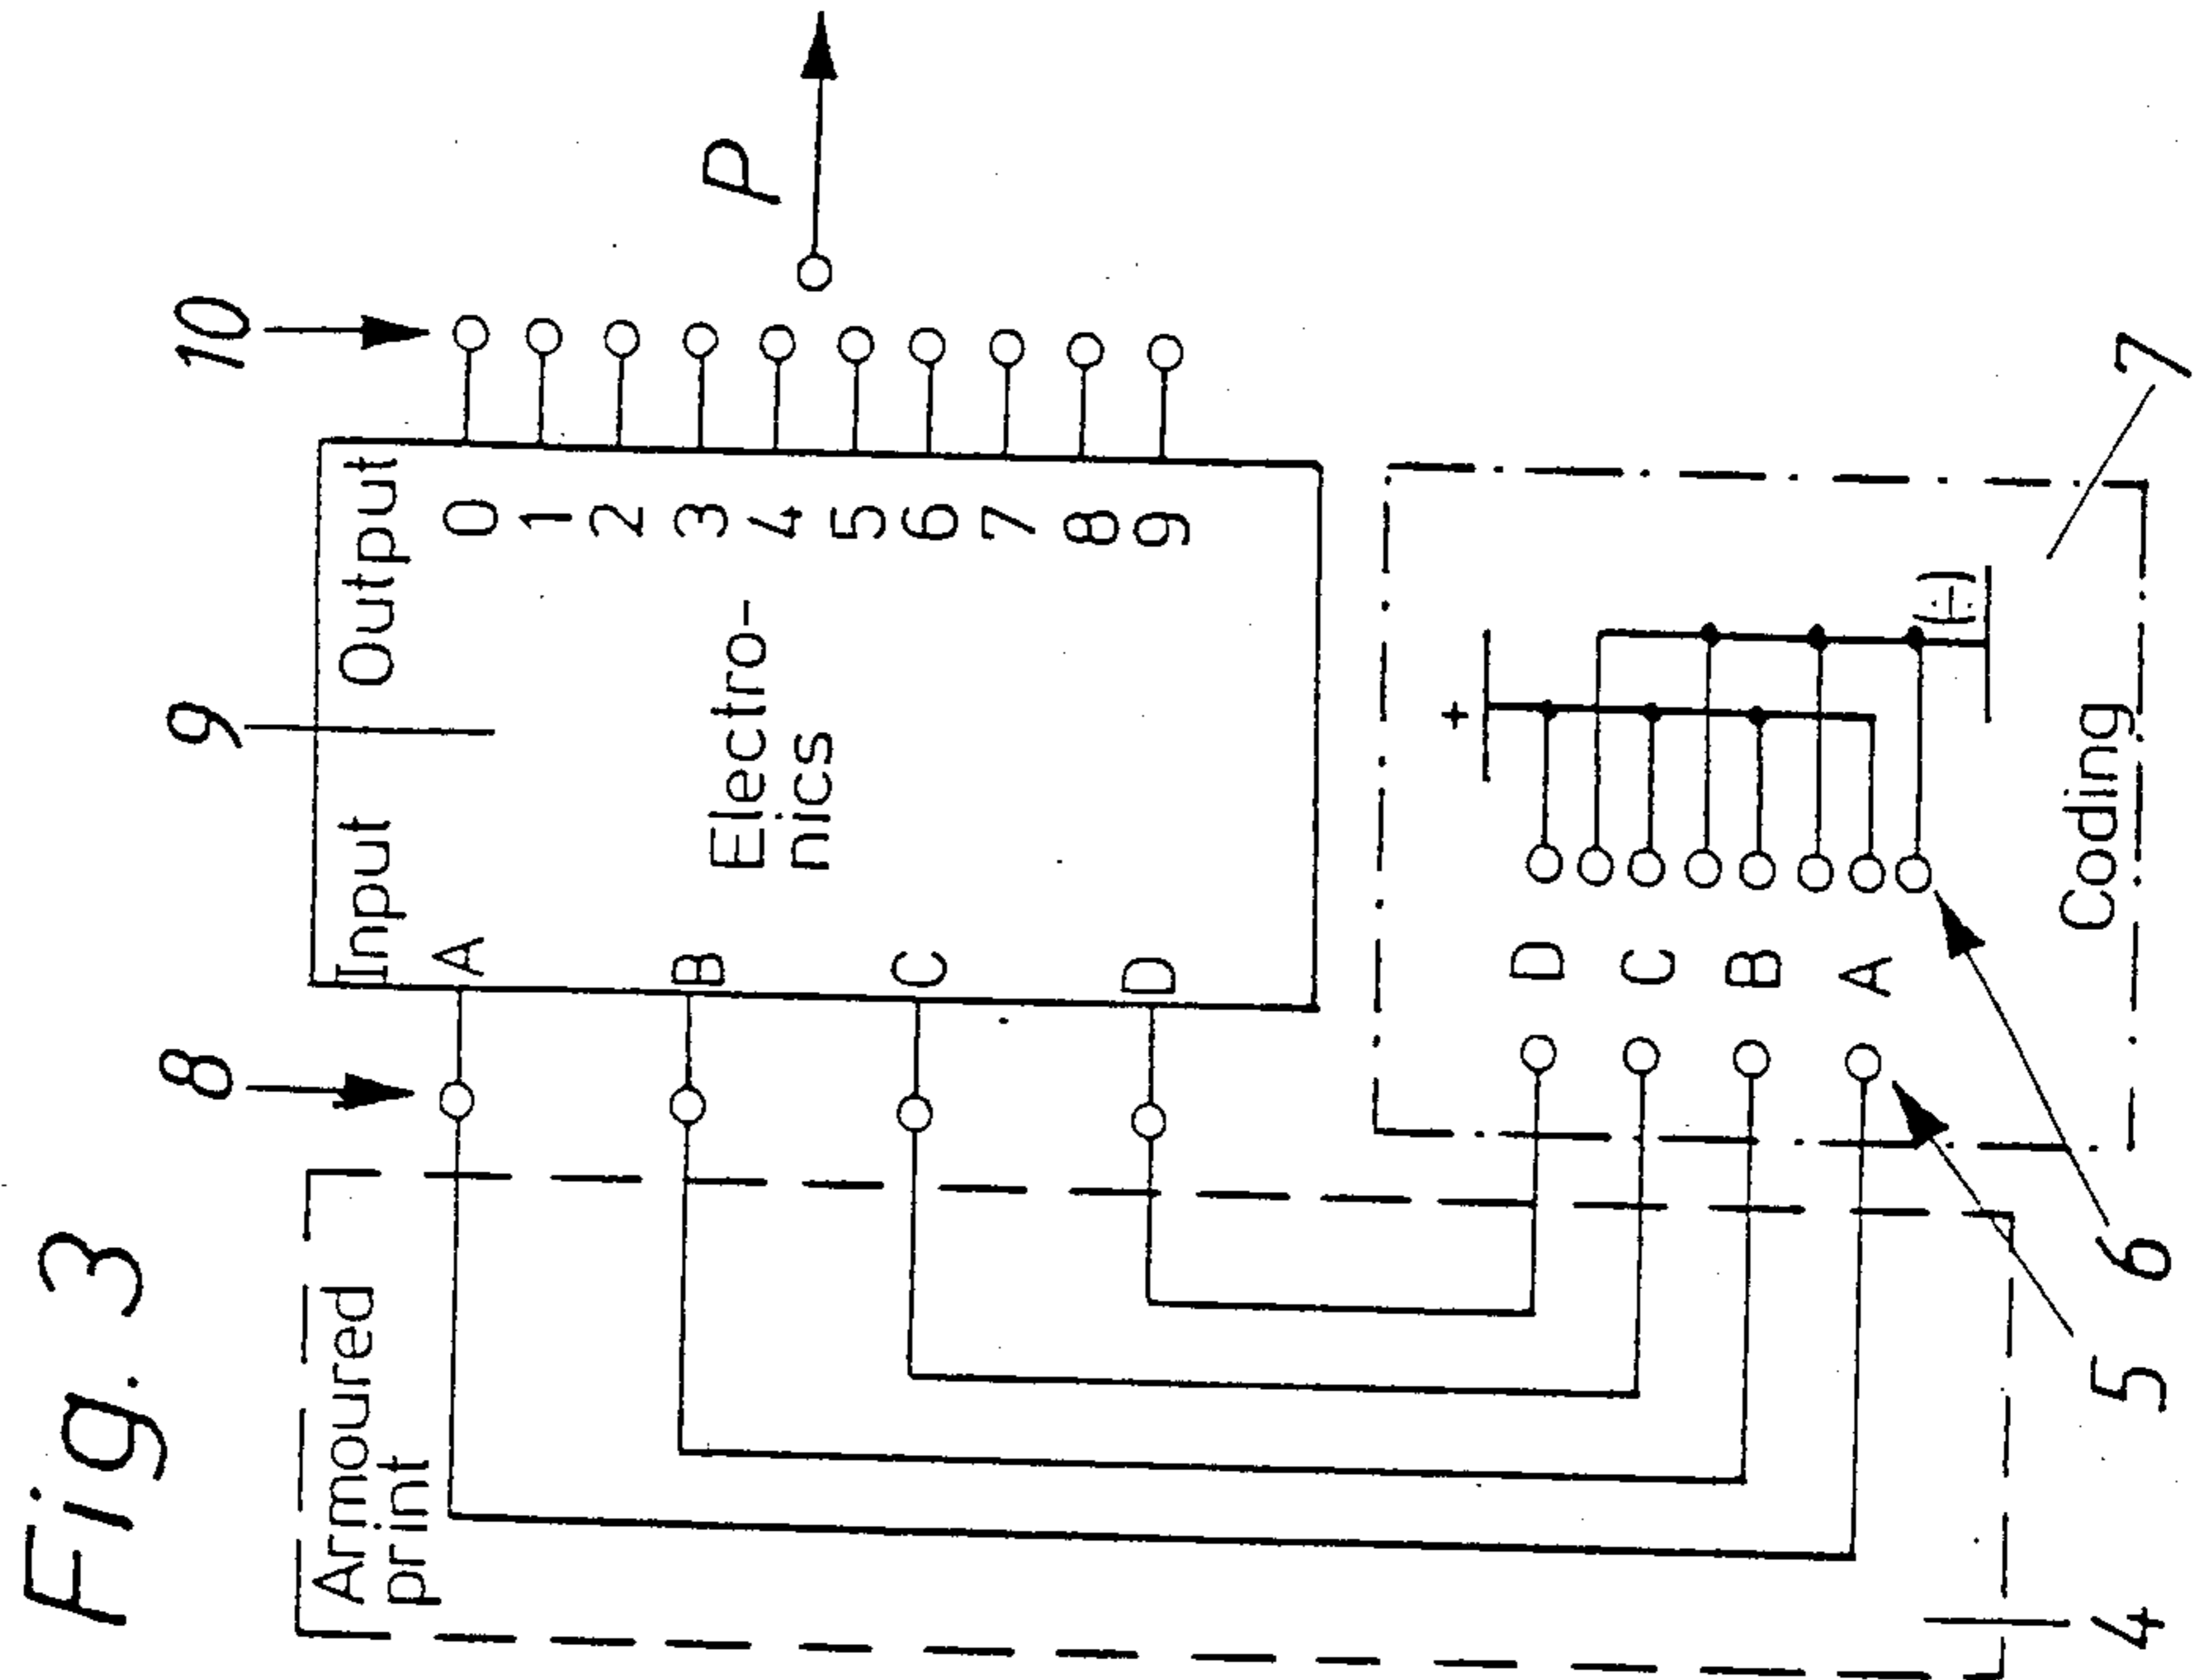 Fig. 3
8
9
10
Armoured
print
Input
Output
A
B
C
D
Electro-
nics
0
1
2
3
4
5
6
7
8
9
P
+
D
C
B
A
(-)
Coding
4
5
6
7